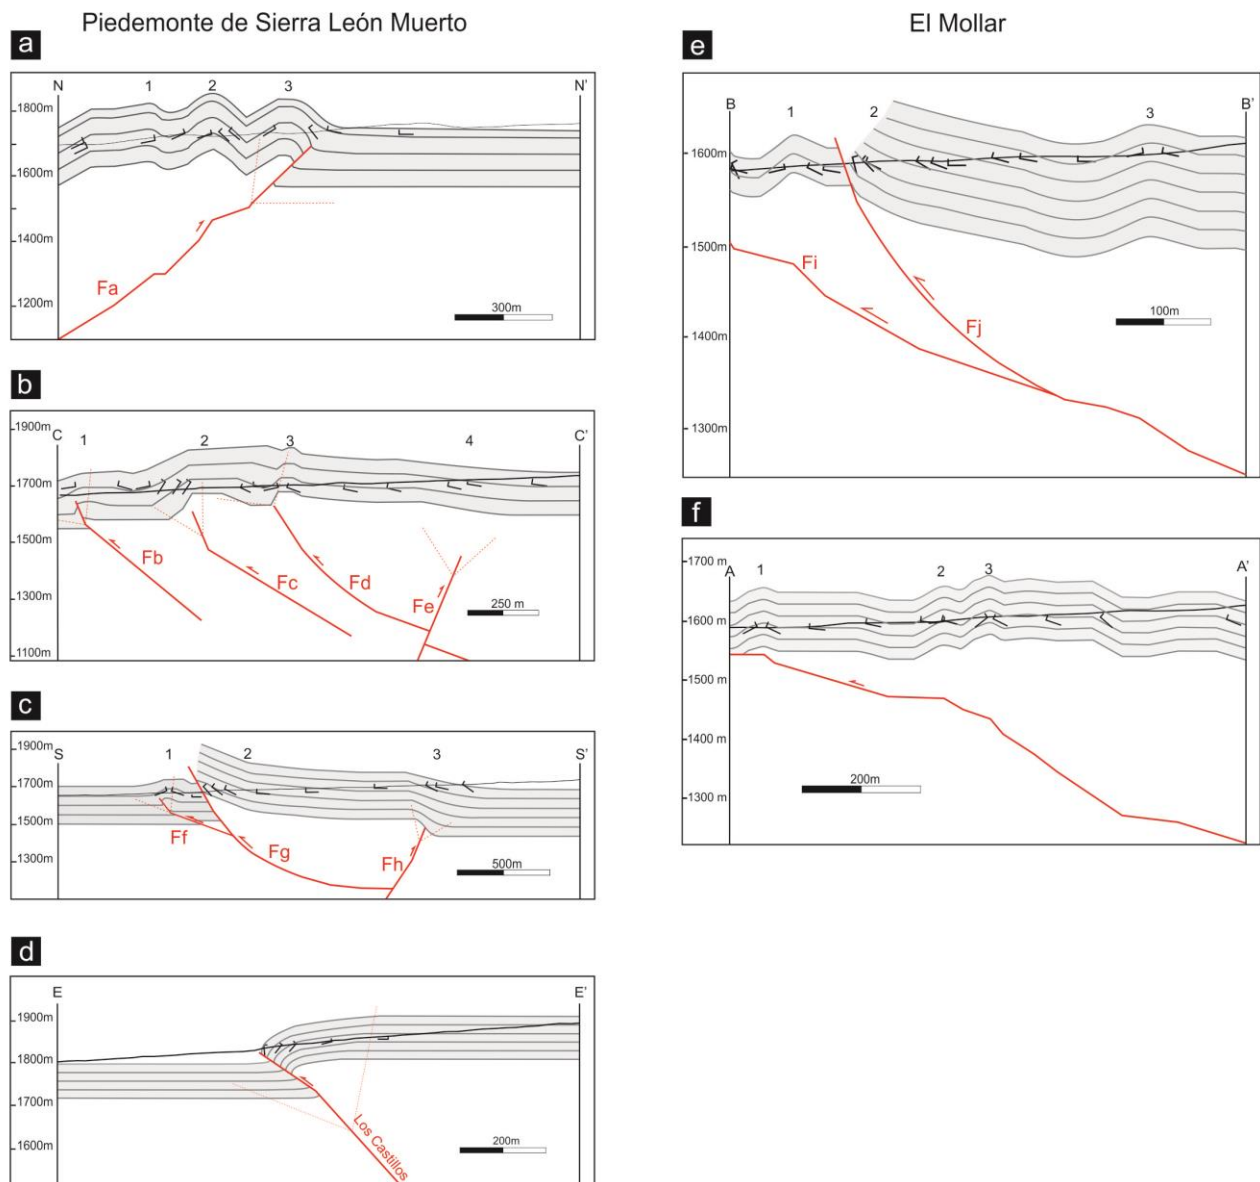 Piedemonte de Sierra León Muerto
El Mollar
a
N 1 2 3 N'
1800m
1600m
1400m
1200m
Fa
300m
b
1900m
C 1 2 3 4 C'
1700m
1500m
1300m
1100m
Fb
Fc
Fd
Fe
250 m
c
1900m
S 1 2 3 S'
1700m
1500m
1300m
Ff
Fg
Fh
500m
d
E E'
1900m
1800m
1700m
1600m
Los Castillos
200m
e
B 1 2 3 B'
1600m
1500m
1400m
1300m
Fi
Fj
100m
f
1700 m
A 1 2 3 A'
1600 m
1500 m
1400 m
1300 m
200m